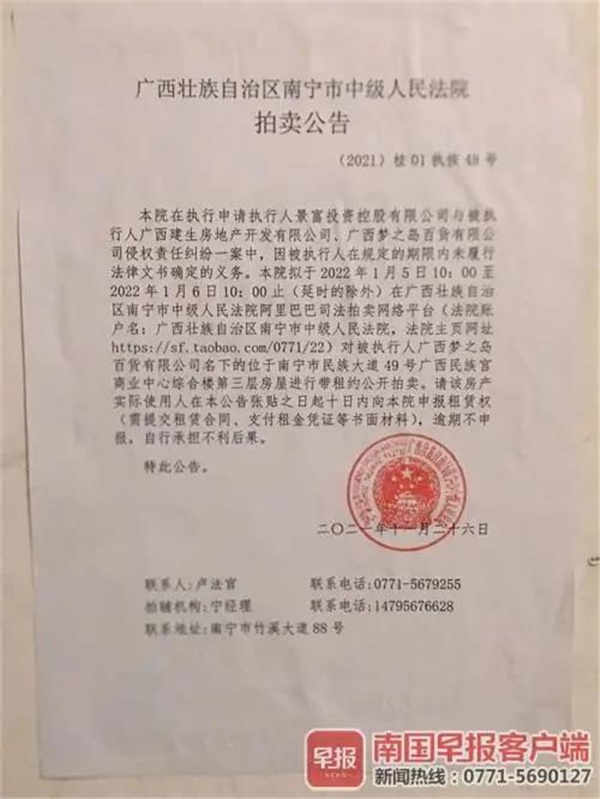 广西壮族自治区南宁市中级人民法院
拍卖公告
（2021）桂01执恢48号
本院在执行申请执行人景富投资控股有限公司与被执
行人广西建生房地产开发有限公司、广西梦之岛百货有限公
司侵权责任纠纷一案中，因被执行人在规定的期限内未履行
法律文书确定的义务。本院拟于2022年1月5日10：00至
2022年1月6日10：00止（延时的除外）在广西壮族自治
区南宁市中级人民法院阿里巴巴司法拍卖网络平台（法院账
户名：广西壮族自治区南宁市中级人民法院，法院主页网址
https://sf.taobao.com/0771/22）对被执行人广西梦之岛
百货有限公司名下的位于南宁市民族大道49号广西民族宫
商业中心综合楼第三层房屋进行带租约公开拍卖。请该房产
实际使用人在本公告张贴之日起十日内向本院申报租赁权
（需提交租赁合同、支付租金凭证等书面材料），逾期不申
报，自行承担不利后果。
特此公告。
二〇二一年十一月二十六日
联系人：卢法官 联系电话：0771-5679255
拍辅机构：宁经理 联系电话：14795676628
联系地址：南宁市竹溪大道88号
早报 南国早报客户端
NEWS 新闻热线：0771-5690127